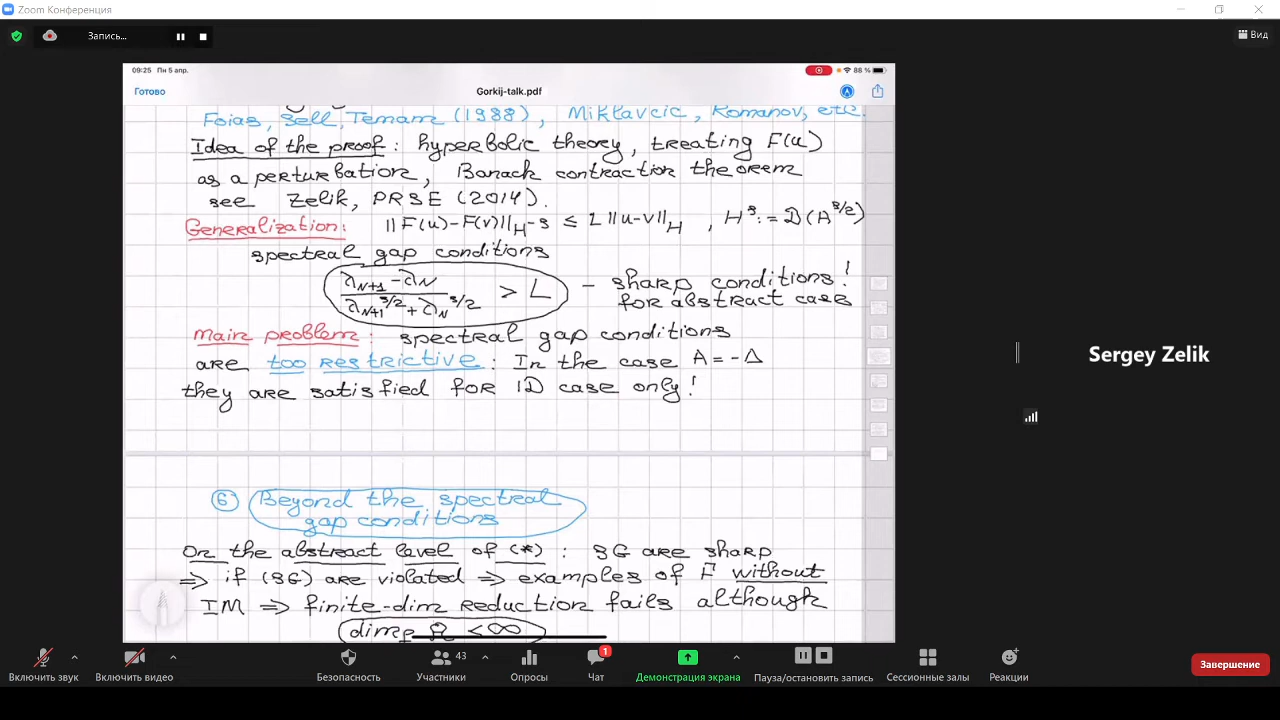 Zoom Конференция
Запись...
Вид
09:25 Пн 5 апр.
88 %
Готово
Gorkij-talk.pdf
Foias, Sell, Temam (1988), Miklavcic, Romanov, etc.
Idea of the proof: hyperbolic theory, treating F(u)
as a perturbation, Banach contraction theorem
see Zelik, PRSE (2014).
Generalization: ||F(u)-F(v)||_{H^{-s}} ≤ L ||u-v||_H, H^s := D(A^{s/2})
spectral gap conditions
(λ_{N+1} - λ_N)/(λ_{N+1}^{s/2} + λ_N^{s/2}) > L - sharp conditions!
for abstract case
main problem: spectral gap conditions
are too restrictive: In the case A = -Δ
they are satisfied for 1D case only!
Sergey Zelik
6 Beyond the spectral
gap conditions
On the abstract level of (*): SG are sharp
⇒ if (SG) are violated ⇒ examples of F without
IM ⇒ finite-dim reduction fails although
dim_F Ω < ∞
Включить звук
Включить видео
Безопасность
43
Участники
Опросы
1
Чат
Демонстрация экрана
Пауза/остановить запись
Сессионные залы
Реакции
Завершение